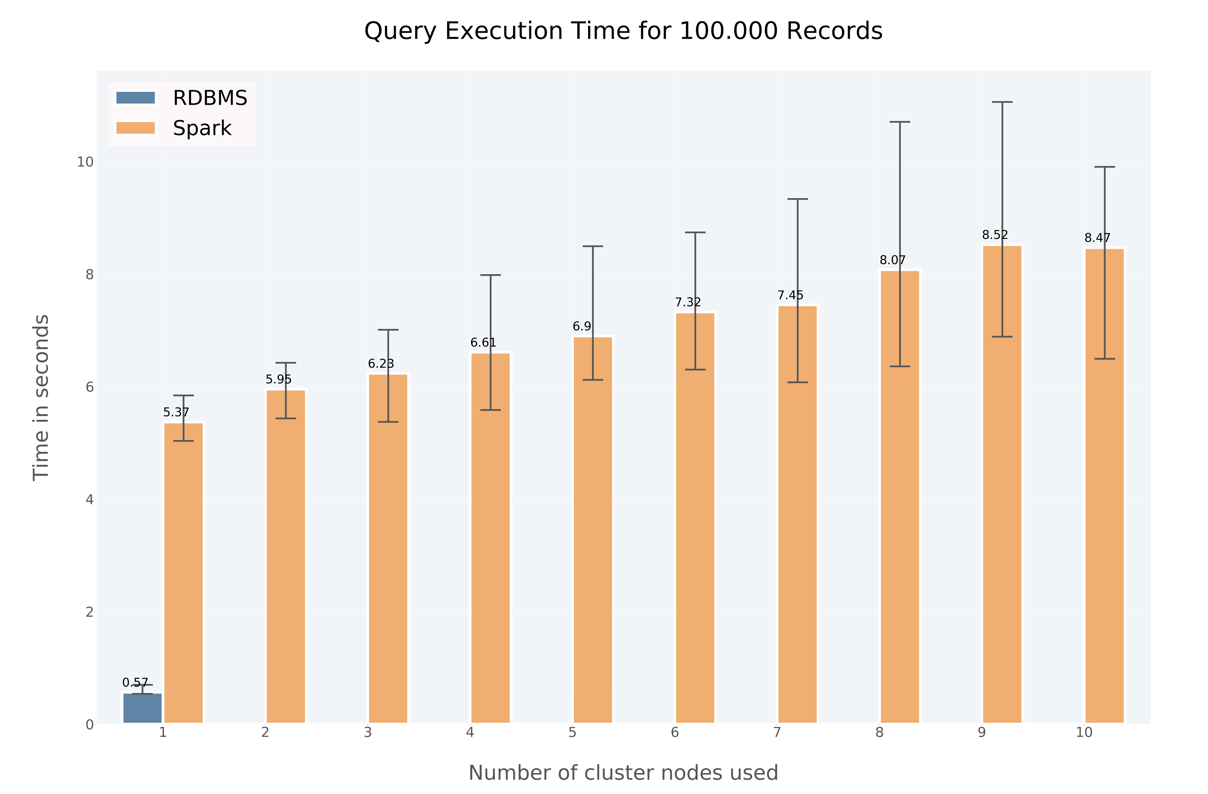 Query Execution Time for 100.000 Records
RDBMS
Spark
Time in seconds
10
8
6
4
2
0
0.57
5.37
5.95
6.23
6.61
6.9
7.32
7.45
8.07
8.52
8.47
1 2 3 4 5 6 7 8 9 10
Number of cluster nodes used